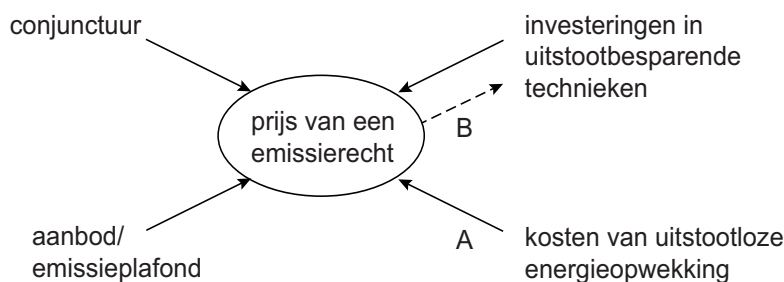 conjunctuur
investeringen in
uitstootbesparende
technieken
prijs van een
emissierecht
B
A
aanbod/
emissieplafond
kosten van uitstootloze
energieopwekking